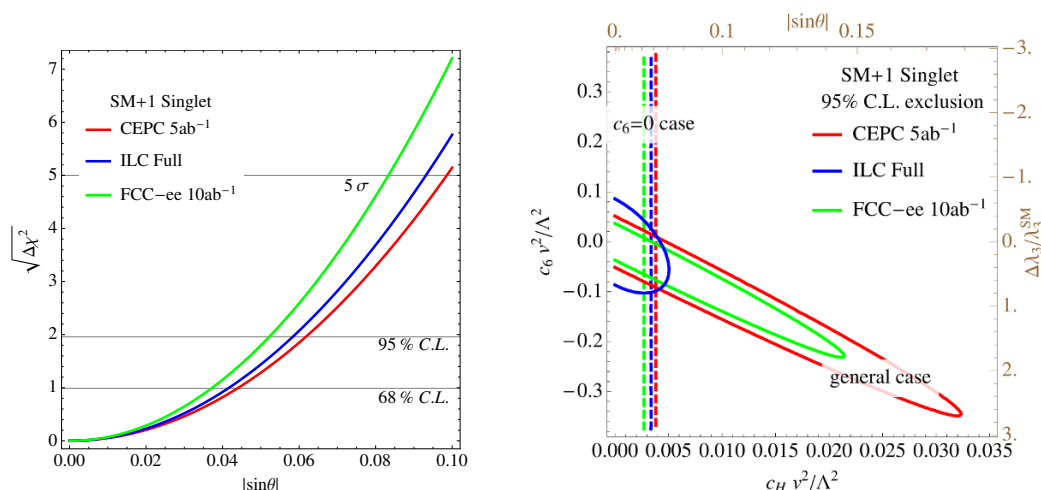 7
6
5
4
3
2
1
0
√Δχ²
SM+1 Singlet
CEPC 5ab⁻¹
ILC Full
FCC−ee 10ab⁻¹
5 σ
95 % C.L.
68 % C.L.
0.00 0.02 0.04 0.06 0.08 0.10
|sinθ|
|sinθ|
0. 0.1 0.15
0.3
0.2
0.1
0.0
−0.1
−0.2
−0.3
c₆ v²/Λ²
SM+1 Singlet
95% C.L. exclusion
c₆=0 case
CEPC 5ab⁻¹
ILC Full
FCC−ee 10ab⁻¹
general case
−3.
−2.
−1.
0.
1.
2.
3.
Δλ₃/λ₃ˢᴹ
0.000 0.005 0.010 0.015 0.020 0.025 0.030 0.035
c_H v²/Λ²